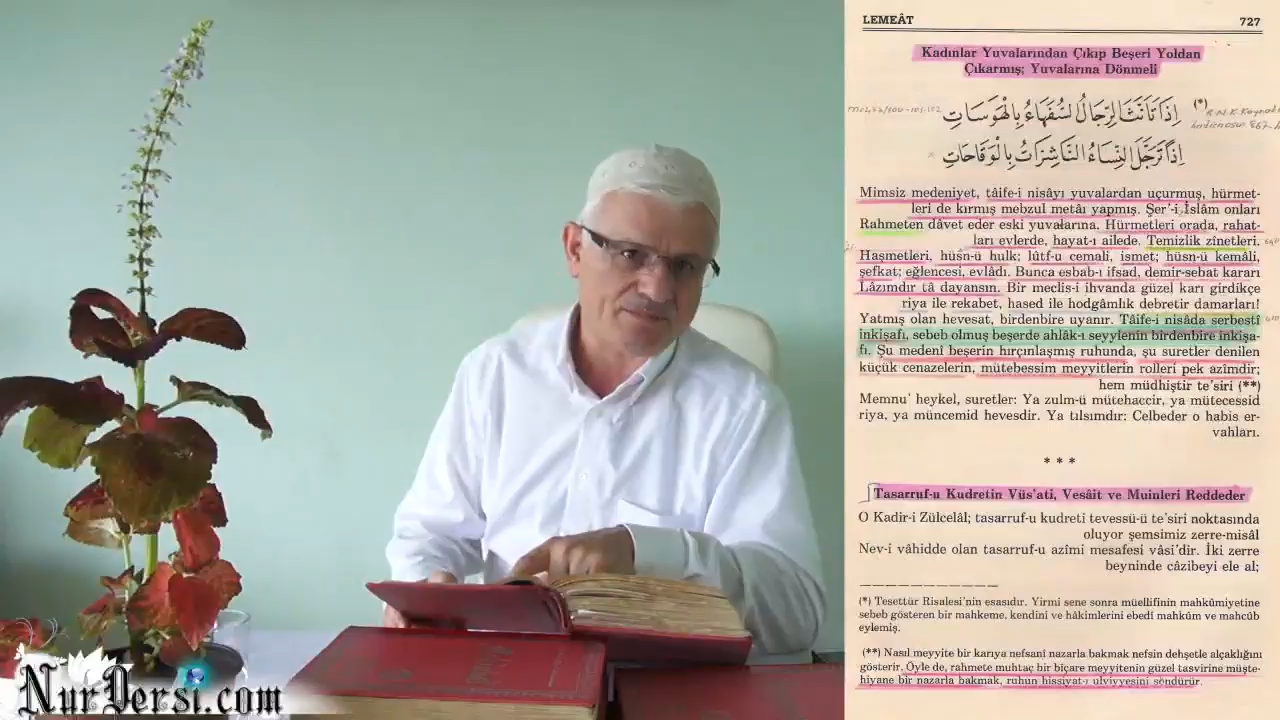 LEMEÂT 727
Kadınlar Yuvalarından Çıkıp Beşeri Yoldan
Çıkarmış; Yuvalarına Dönmeli
اِذَا تَاَنَّثَ الرِّجَالُ السُّفَهَاءُ بِالْهَوَسَاتِ (*)
اِذًا تَرَجَّلَ النِّسَاءُ النَّاشِزَاتُ بِالْوَقَاحَاتِ
Mimsiz medeniyet, tâife-i nisâyı yuvalardan uçurmuş, hürmet-
leri de kırmış mebzul metâı yapmış. Şer'-i İslâm onları
Rahmeten dâvet eder eski yuvalarına. Hürmetleri orada, rahat-
ları evlerde, hayat-ı ailede. Temizlik zînetleri.
Haşmetleri, hüsn-ü hulk; lûtf-u cemali, ismet; hüsn-ü kemâli,
şefkat; eğlencesi, evlâdı. Bunca esbab-ı ifsad, demir-sebat kararı
Lâzımdır tâ dayansın. Bir meclis-i ihvanda güzel karı girdikçe
riya ile rekabet, hased ile hodgâmlık debretir damarları!
Yatmış olan hevesat, birdenbire uyanır. Tâife-i nisâda serbestî
inkişafı, sebeb olmuş beşerde ahlâk-ı seyyienin birdenbire inkişa-
fı. Şu medenî beşerin hırçınlaşmış ruhunda, şu suretler denilen
küçük cenazelerin, mütebessim meyyitlerin rolleri pek azîmdir;
hem müdhiştir te'siri (**)
Memnu' heykel, suretler: Ya zulm-ü mütehaccir, ya mütecessid
riya, ya müncemid hevesdir. Ya tılsımdır: Celbeder o habis er-
vahları.
* * *
Tasarruf-u Kudretin Vüs'ati, Vesâit ve Muinleri Reddeder
O Kadir-i Zülcelâl; tasarruf-u kudreti tevessü-ü te'siri noktasında
oluyor şemsimiz zerre-misâl
Nev-i vâhidde olan tasarruf-u azîmi mesafesi vâsi'dir. İki zerre
beyninde câzibeyi ele al;
(*) Tesettür Risalesi'nin esasıdır. Yirmi sene sonra müellifinin mahkûmiyetine
sebeb gösteren bir mahkeme, kendini ve hâkimlerini ebedî mahkûm ve mahcûb
eylemiş.
(**) Nasıl meyyite bir karıya nefsanî nazarla bakmak nefsin dehşetle alçaklığını
gösterir. Öyle de, rahmete muhtaç bir bîçare meyyitenin güzel tasvirine müşte-
hiyane bir nazarla bakmak, ruhun hissiyat-ı ulviyyesini söndürür.
NurDersi.com